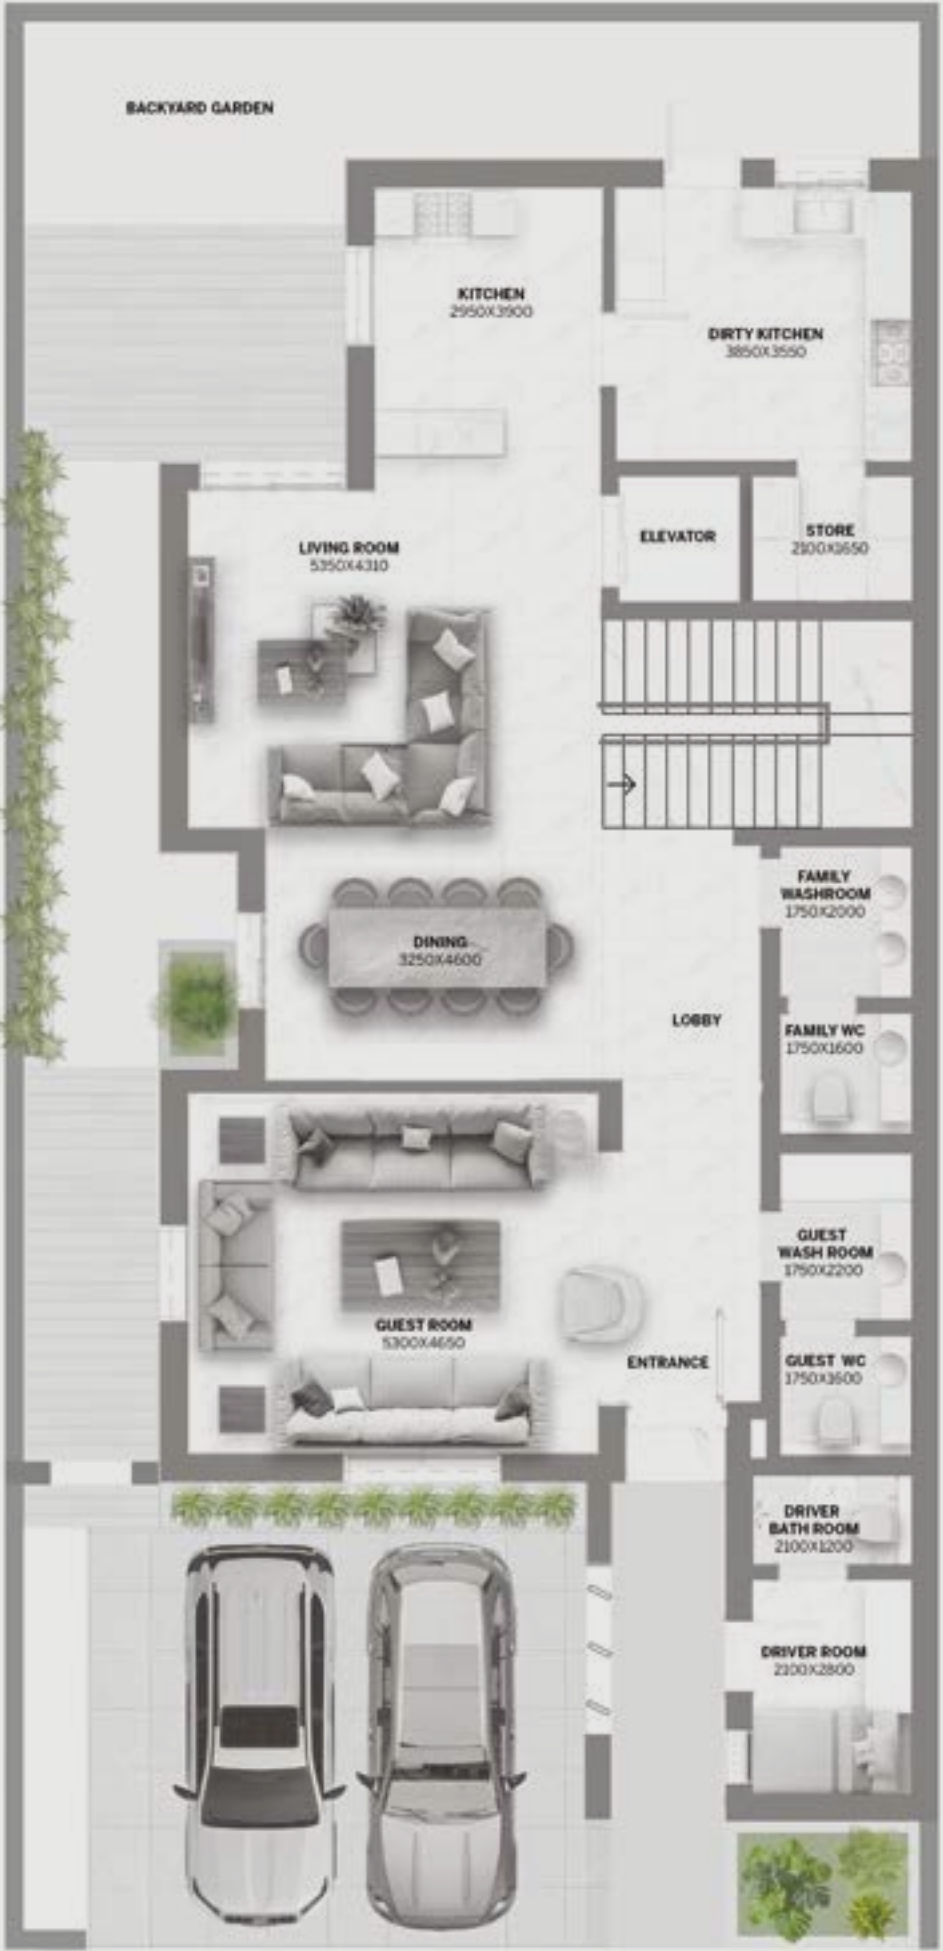 BACKYARD GARDEN
KITCHEN
2950X3900
DIRTY KITCHEN
3850X3550
ELEVATOR
STORE
2100X1650
LIVING ROOM
5350X4310
FAMILY
WASHROOM
1750X2000
DINING
3250X4600
LOBBY
FAMILY WC
1750X1600
GUEST
WASH ROOM
1750X2200
GUEST ROOM
5300X4650
ENTRANCE
GUEST WC
1750X1600
DRIVER
BATH ROOM
2100X1200
DRIVER ROOM
2100X2800